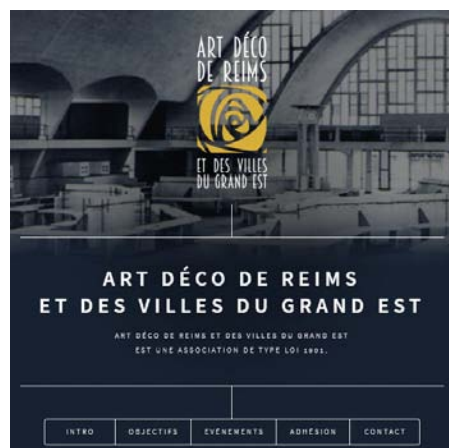 ART DÉCO
DE REIMS
ET DES VILLES
DU GRAND EST
ART DÉCO DE REIMS
ET DES VILLES DU GRAND EST
ART DÉCO DE REIMS ET DES VILLES DU GRAND EST
EST UNE ASSOCIATION DE TYPE LOI 1901.
INTRO OBJECTIFS EVÉNEMENTS ADHÉSION CONTACT